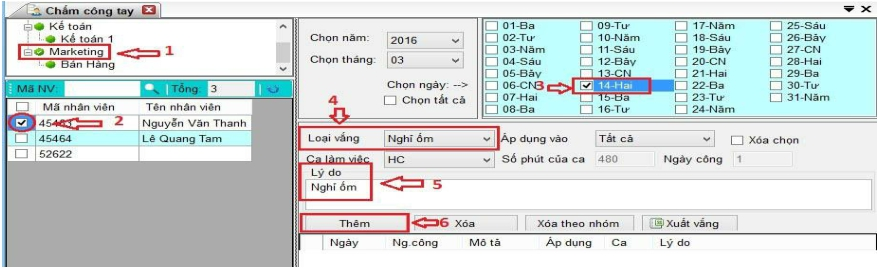 Chấm công tay
Kế toán
Kế toán 1
Marketing
Bán Hàng
1
Mã NV:
Tổng: 3
Mã nhân viên Tên nhân viên
Nguyễn Văn Thanh
2
45464 Lê Quang Tam
52622
Chọn năm: 2016
Chọn tháng: 03
Chọn ngày: -->
Chọn tất cả
01-Ba 09-Tư 17-Năm 25-Sáu
02-Tư 10-Năm 18-Sáu 26-Bảy
03-Năm 11-Sáu 19-Bảy 27-CN
04-Sáu 12-Bảy 20-CN 28-Hai
05-Bảy 13-CN 21-Hai 29-Ba
06-CN 3 14-Hai 22-Ba 30-Tư
07-Hai 15-Ba 23-Tư 31-Năm
08-Ba 16-Tư 24-Năm
4
Loại vắng Nghỉ ốm Áp dụng vào Tất cả Xóa chọn
Ca làm việc HC Số phút của ca 480 Ngày công 1
Lý do
Nghỉ ốm
5
Thêm 6 Xóa Xóa theo nhóm Xuất vắng
Ngày Ng.công Mô tả Áp dụng Ca Lý do